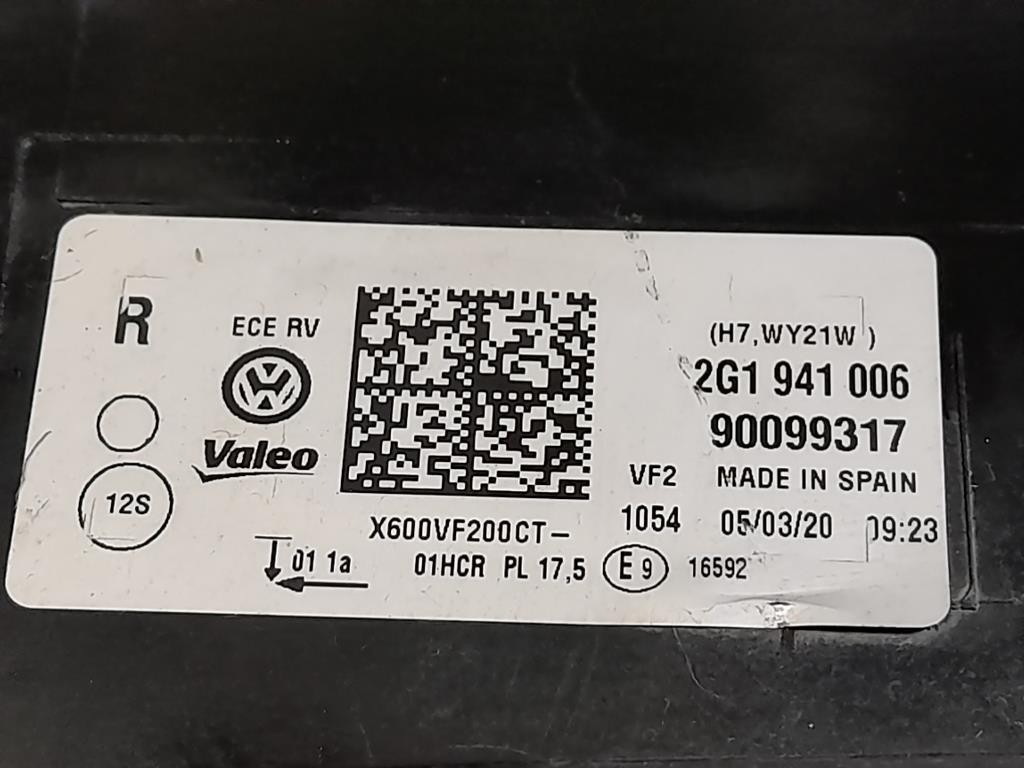 R
ECE RV
(H7,WY21W )
2G1 941 006
Valeo
90099317
12S
VF2 MADE IN SPAIN
X600VF200CT-
1054 05/03/20 09:23
01 1a
01HCR PL 17,5 E9 16592